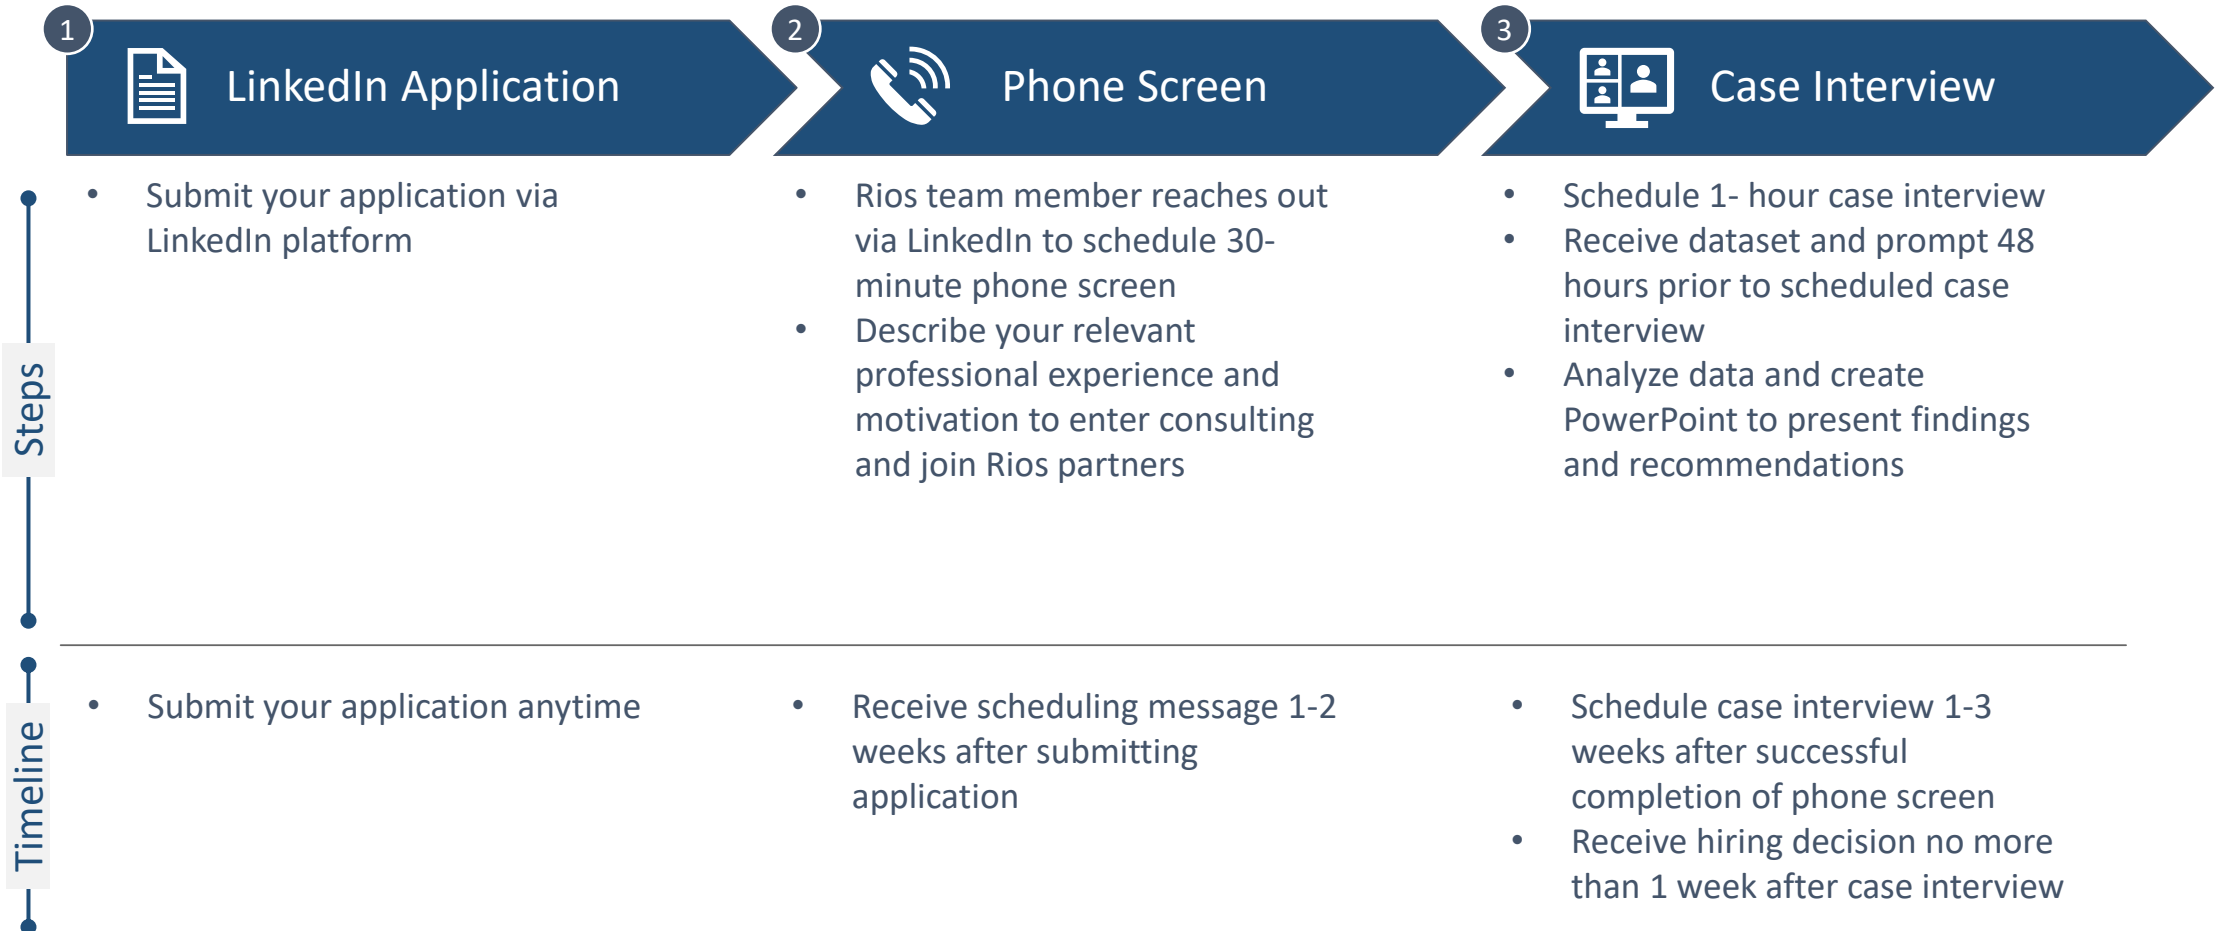 1
LinkedIn Application
2
Phone Screen
3
Case Interview
Steps
• Submit your application via
LinkedIn platform
• Rios team member reaches out
via LinkedIn to schedule 30-
minute phone screen
• Describe your relevant
professional experience and
motivation to enter consulting
and join Rios partners
• Schedule 1- hour case interview
• Receive dataset and prompt 48
hours prior to scheduled case
interview
• Analyze data and create
PowerPoint to present findings
and recommendations
Timeline
• Submit your application anytime
• Receive scheduling message 1-2
weeks after submitting
application
• Schedule case interview 1-3
weeks after successful
completion of phone screen
• Receive hiring decision no more
than 1 week after case interview